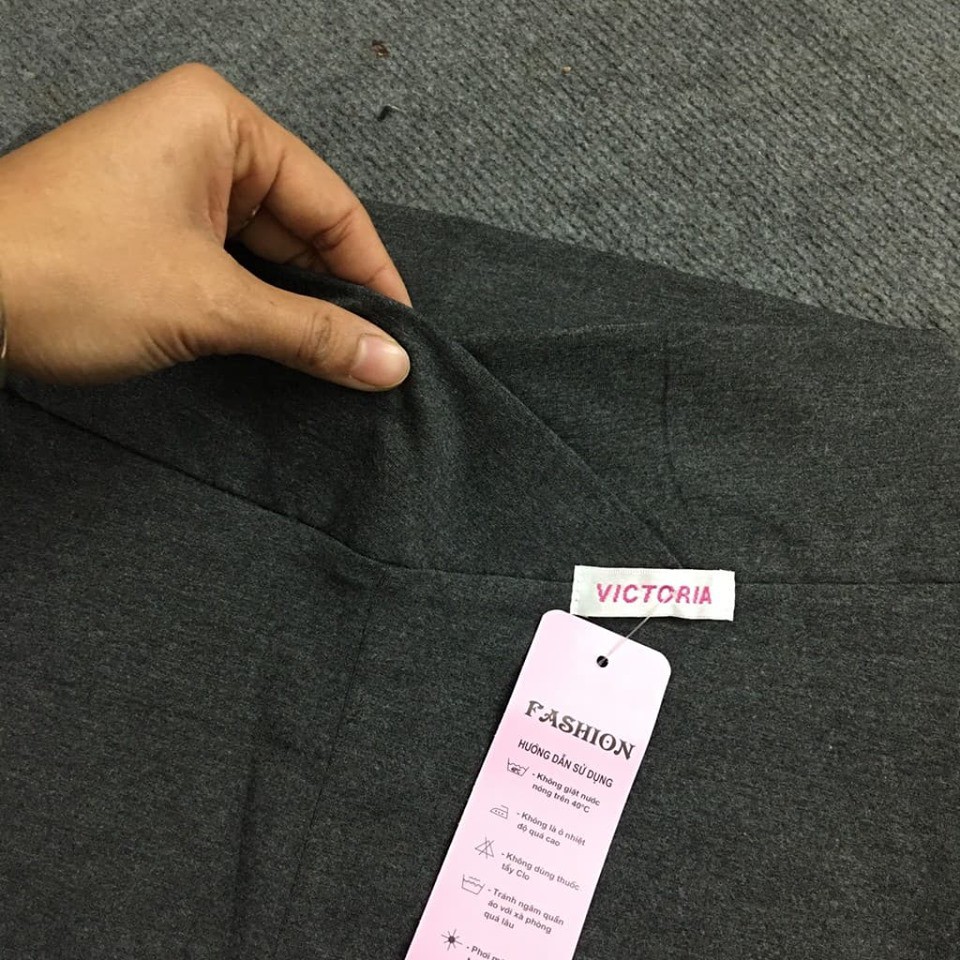 VICTORIA
FASHION
HƯỚNG DẪN SỬ DỤNG
- Không giặt nước
nóng trên 40°C
- Không là ở nhiệt
độ quá cao
- Không dùng thuốc
tẩy Clo
- Tránh ngâm quần
áo với xà phòng
quá lâu
- Phơi